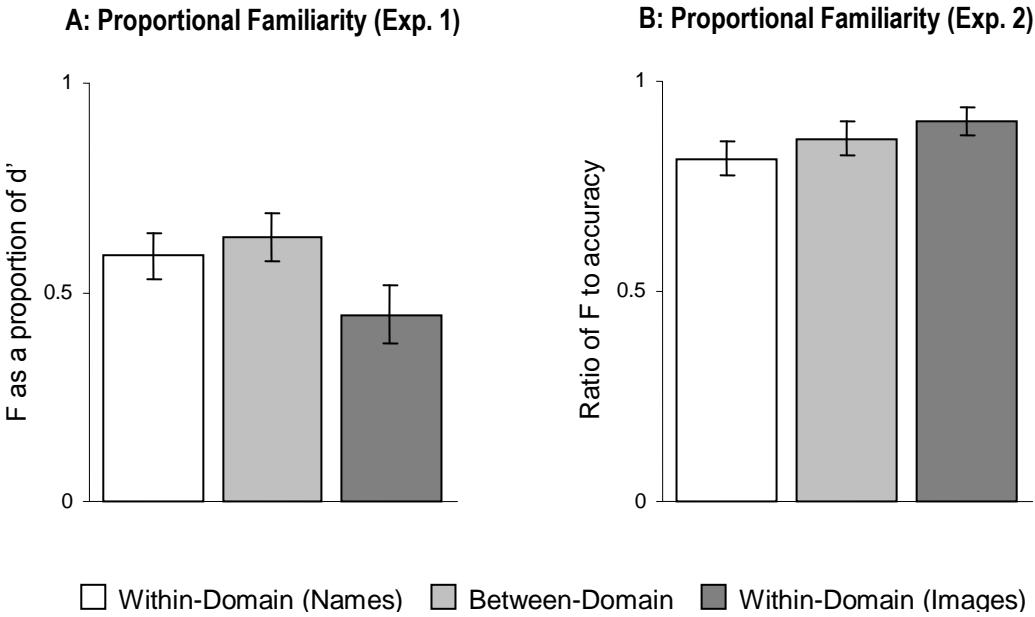 A: Proportional Familiarity (Exp. 1)
1
0.5
0
F as a proportion of d’
B: Proportional Familiarity (Exp. 2)
1
0.5
0
Ratio of F to accuracy
Within-Domain (Names)
Between-Domain
Within-Domain (Images)